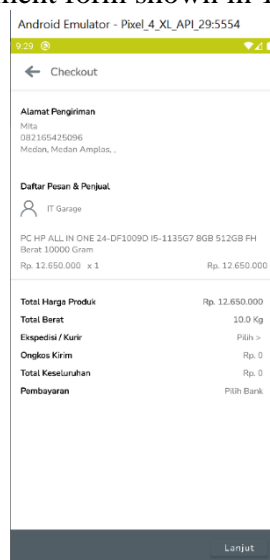 Android Emulator - Pixel_4_XL_API_29:5554
9:29
Checkout
Alamat Pengiriman
Mita
082165425096
Medan, Medan Amplas, ,
Daftar Pesan & Penjual
IT Garage
PC HP ALL IN ONE 24-DF1009D I5-1135G7 8GB 512GB FH
Berat 10000 Gram
Rp. 12.650.000 x 1 Rp. 12.650.000
Total Harga Produk Rp. 12.650.000
Total Berat 10.0 Kg
Ekspedisi / Kurir Pilih >
Ongkos Kirim Rp. 0
Total Keseluruhan Rp. 0
Pembayaran Pilih Bank
Lanjut